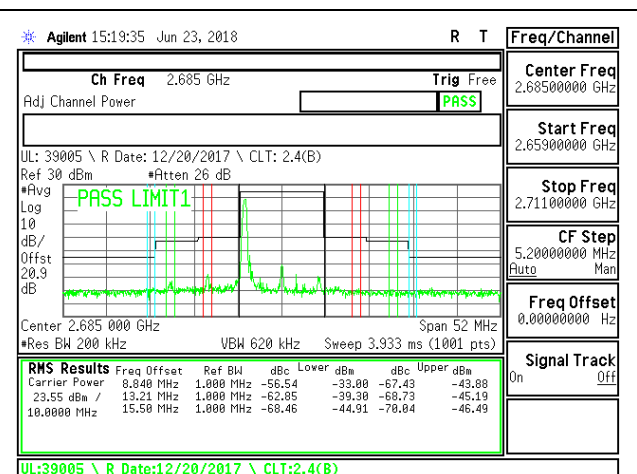 Agilent 15:19:35 Jun 23, 2018 R T
Freq/Channel
Ch Freq 2.685 GHz Trig Free
Adj Channel Power PASS
Center Freq
2.68500000 GHz
Start Freq
2.65900000 GHz
Stop Freq
2.71100000 GHz
CF Step
5.20000000 MHz
Auto Man
Freq Offset
0.00000000 Hz
Signal Track
On Off
UL: 39005 \ R Date: 12/20/2017 \ CLT: 2.4(B)
Ref 30 dBm #Atten 26 dB
#Avg
Log
10
dB/
Offst
20.9
dB
PASS LIMIT1
Center 2.685 000 GHz Span 52 MHz
#Res BW 200 kHz VBW 620 kHz Sweep 3.933 ms (1001 pts)
RMS Results Freq Offset Ref BW dBc Lower dBm dBc Upper dBm
Carrier Power 8.840 MHz 1.000 MHz -56.54 -33.00 -67.43 -43.88
23.55 dBm / 13.21 MHz 1.000 MHz -62.85 -39.30 -68.73 -45.19
10.0000 MHz 15.50 MHz 1.000 MHz -68.46 -44.91 -70.04 -46.49
UL:39005 \ R Date:12/20/2017 \ CLT:2.4(B)